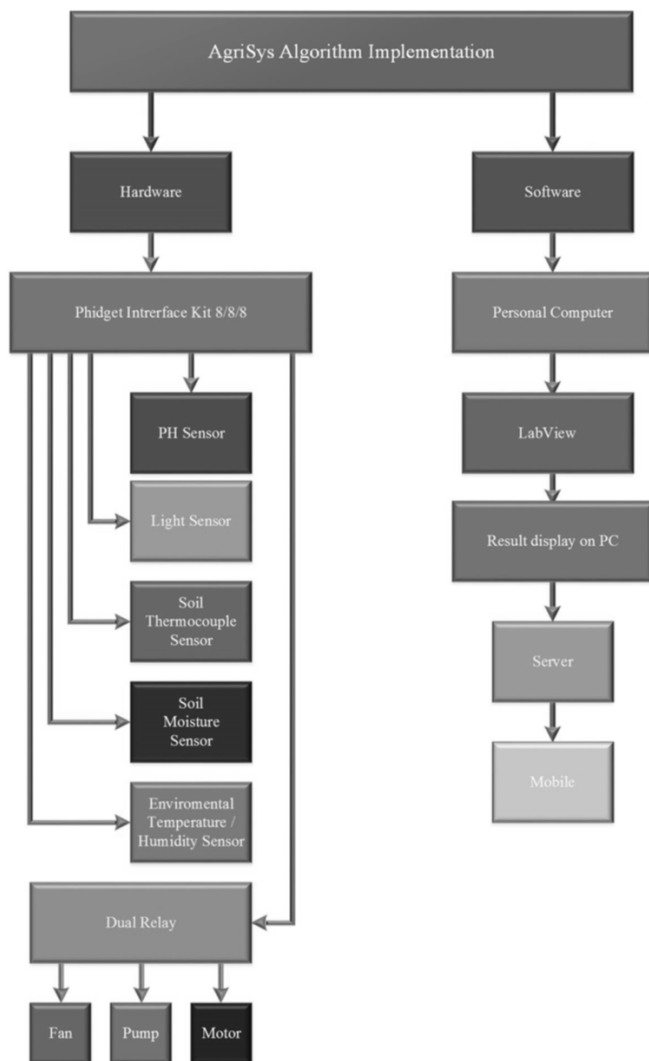 AgriSys Algorithm Implementation
Hardware
Software
Phidget Intrerface Kit 8/8/8
Personal Computer
PH Sensor
LabView
Light Sensor
Result display on PC
Soil
Thermocouple
Sensor
Server
Soil
Moisture
Sensor
Mobile
Enviromental
Temperature /
Humidity Sensor
Dual Relay
Fan
Pump
Motor